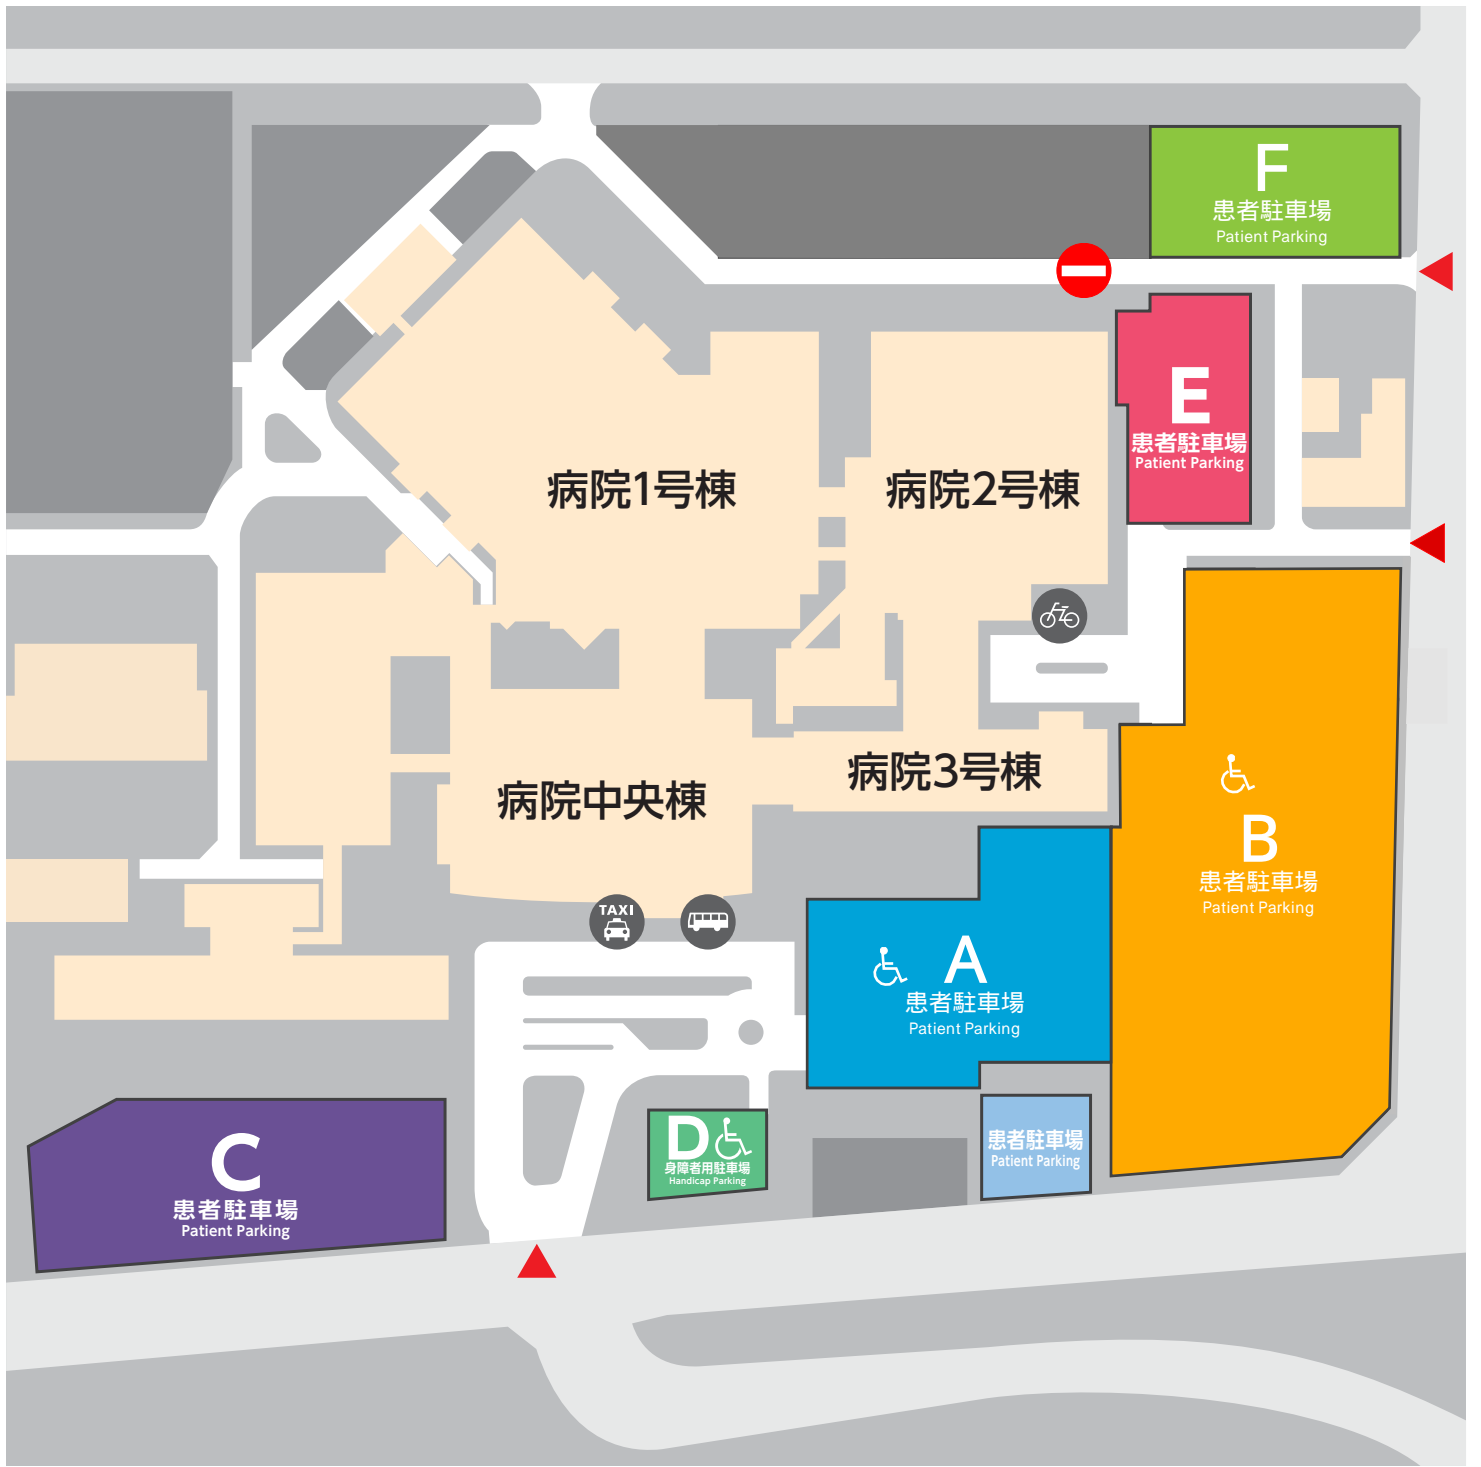 F
患者駐車場
Patient Parking
E
患者駐車場
Patient Parking
病院1号棟
病院2号棟
病院3号棟
病院中央棟
B
患者駐車場
Patient Parking
TAXI
A
患者駐車場
Patient Parking
D
身障者用駐車場
Handicap Parking
患者駐車場
Patient Parking
C
患者駐車場
Patient Parking